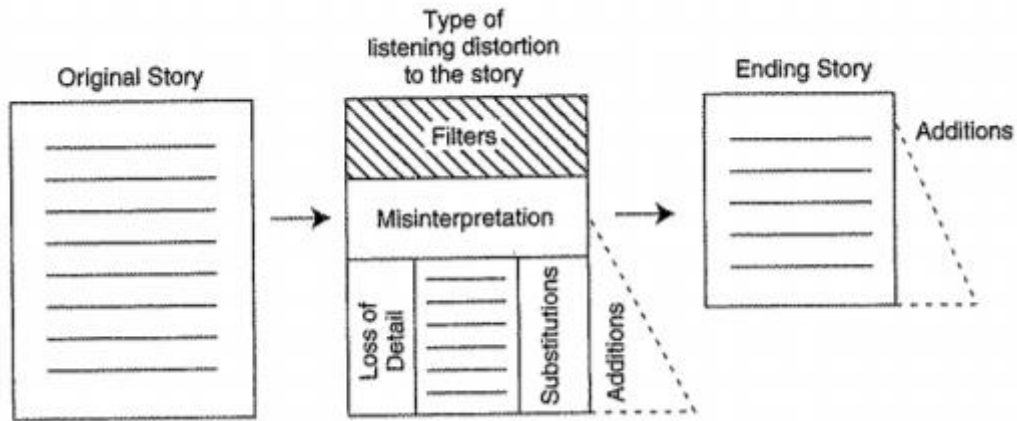 Original Story
Type of
listening distortion
to the story
Filters
Misinterpretation
Loss of
Detail
Substitutions
Additions
Ending Story
Additions